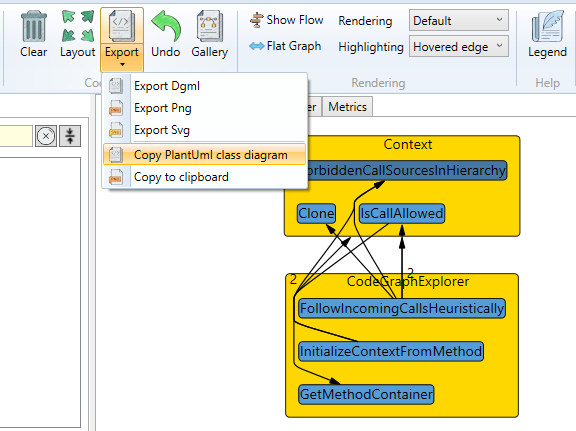 Clear
Layout
Export
Undo
Gallery
Show Flow
Flat Graph
Rendering
Default
Highlighting
Hovered edge
Legend
Rendering
Help
Export Dgml
Export Png
Export Svg
Copy PlantUml class diagram
Copy to clipboard
Metrics
Context
orbiddenCallSourcesInHierarchy
Clone
IsCallAllowed
2
2
CodeGraphExplorer
FollowIncomingCallsHeuristically
InitializeContextFromMethod
GetMethodContainer